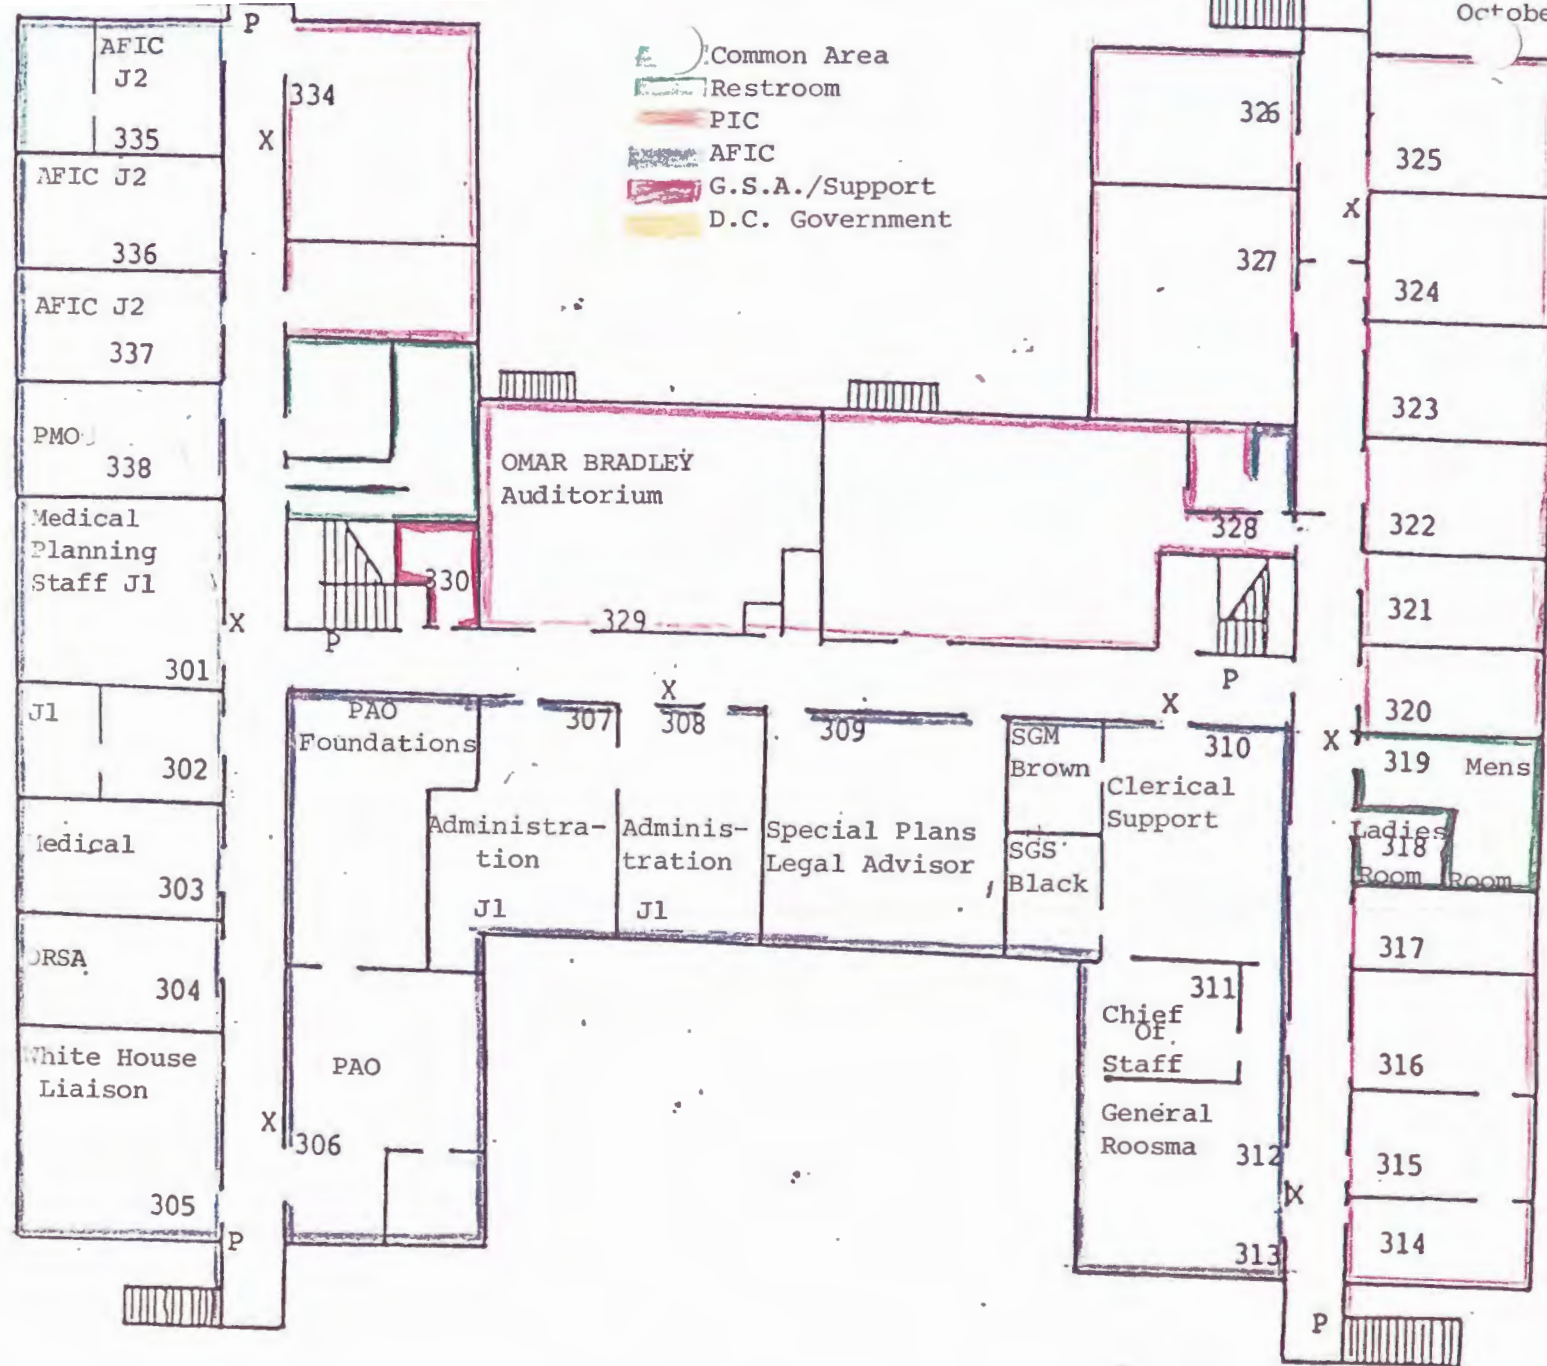 Octobe
Common Area
Restroom
PIC
AFIC
G.S.A./Support
D.C. Government
P
AFIC
J2
335
334
X
AFIC J2
336
AFIC J2
337
PMO
338
Medical
Planning
Staff J1
301
X
J1
302
303
304
White House
Liaison
305
P
X
306
P
330
OMAR BRADLEY
Auditorium
329
X
PAO
Foundations
PAO
307
Administra-
tion
J1
308
Adminis-
tration
J1
309
Special Plans
Legal Advisor
SGM
Brown
SGS
Black
X
310
Clerical
Support
311
Chief
Of
Staff
General
Roosma
312
X
313
P
326
327
328
P
X
325
X
324
323
322
321
320
319 Mens
Ladies
318
Room Room
317
316
315
314